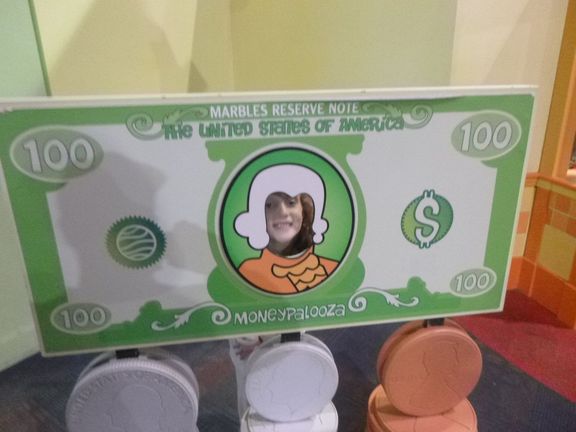 MARBLES RESERVE NOTE
THE UNITED STATES OF AMERICA
100
100
$
100
100
MONEYPALOOZA